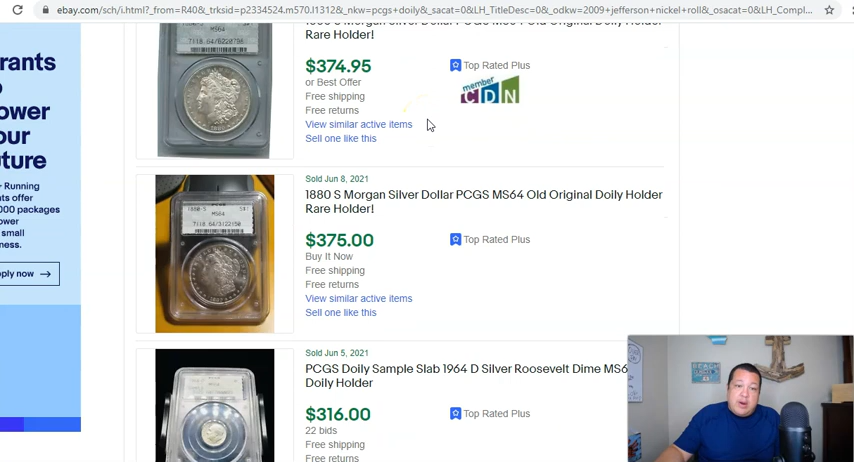 ebay.com/sch/i.html?_from=R40&_trksid=p2334524.m570.l1312&_nkw=pcgs+doily&_sacat=0&LH_TitleDesc=0&_odkw=2009+jefferson+nickel+roll&_osacat=0&LH_Compl...
Rare Holder!
$374.95
Top Rated Plus
or Best Offer
member
CDN
Free shipping
Free returns
View similar active items
Sell one like this
Sold Jun 8, 2021
1880 S Morgan Silver Dollar PCGS MS64 Old Original Doily Holder
Rare Holder!
$375.00
Top Rated Plus
Buy It Now
Free shipping
Free returns
View similar active items
Sell one like this
1880-S
MS64
Sold Jun 5, 2021
PCGS Doily Sample Slab 1964 D Silver Roosevelt Dime MS6
Doily Holder
$316.00
Top Rated Plus
22 bids
Free shipping
Free returns
rants
o
ower
our
uture
+ Running
nts offer
000 packages
ower
small
ness.
pply now →
BEACH